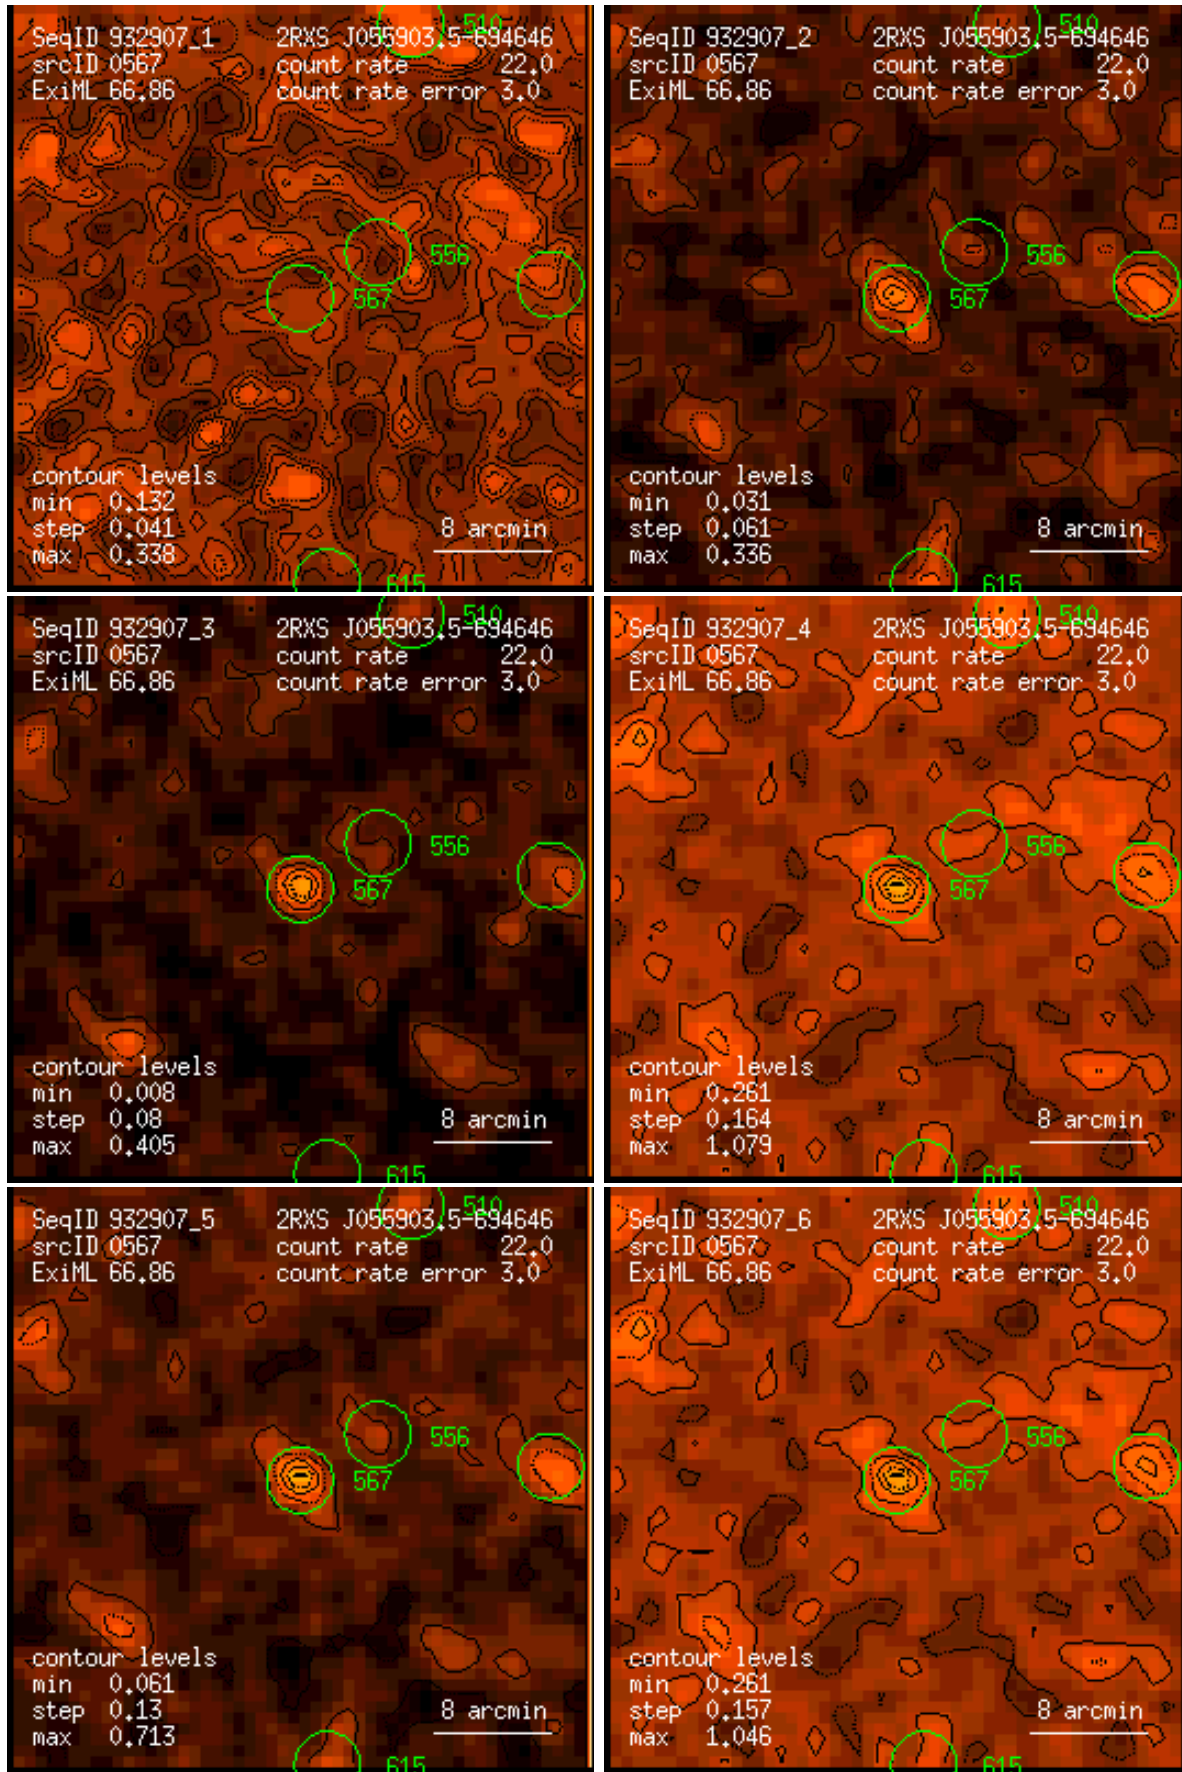 510
SeqID 932907_1 2RXS J055903.5-694646
srcID 0567 count rate 22.0
ExiML 66.86 count rate error 3.0
556
567
contour levels
min 0.132
step 0.041 8 arcmin
max 0.338
615
510
SeqID 932907_2 2RXS J055903.5-694646
srcID 0567 count rate 22.0
ExiML 66.86 count rate error 3.0
556
567
contour levels
min 0.031
step 0.061 8 arcmin
max 0.336
615
510
SeqID 932907_3 2RXS J055903.5-694646
srcID 0567 count rate 22.0
ExiML 66.86 count rate error 3.0
556
567
contour levels
min 0.008
step 0.08 8 arcmin
max 0.405
615
510
SeqID 932907_4 2RXS J055903.5-694646
srcID 0567 count rate 22.0
ExiML 66.86 count rate error 3.0
556
567
contour levels
min 0.261
step 0.164 8 arcmin
max 1.079
615
510
SeqID 932907_5 2RXS J055903.5-694646
srcID 0567 count rate 22.0
ExiML 66.86 count rate error 3.0
556
567
contour levels
min 0.061
step 0.13 8 arcmin
max 0.713
615
510
SeqID 932907_6 2RXS J055903.5-694646
srcID 0567 count rate 22.0
ExiML 66.86 count rate error 3.0
556
567
contour levels
min 0.261
step 0.157 8 arcmin
max 1.046
615